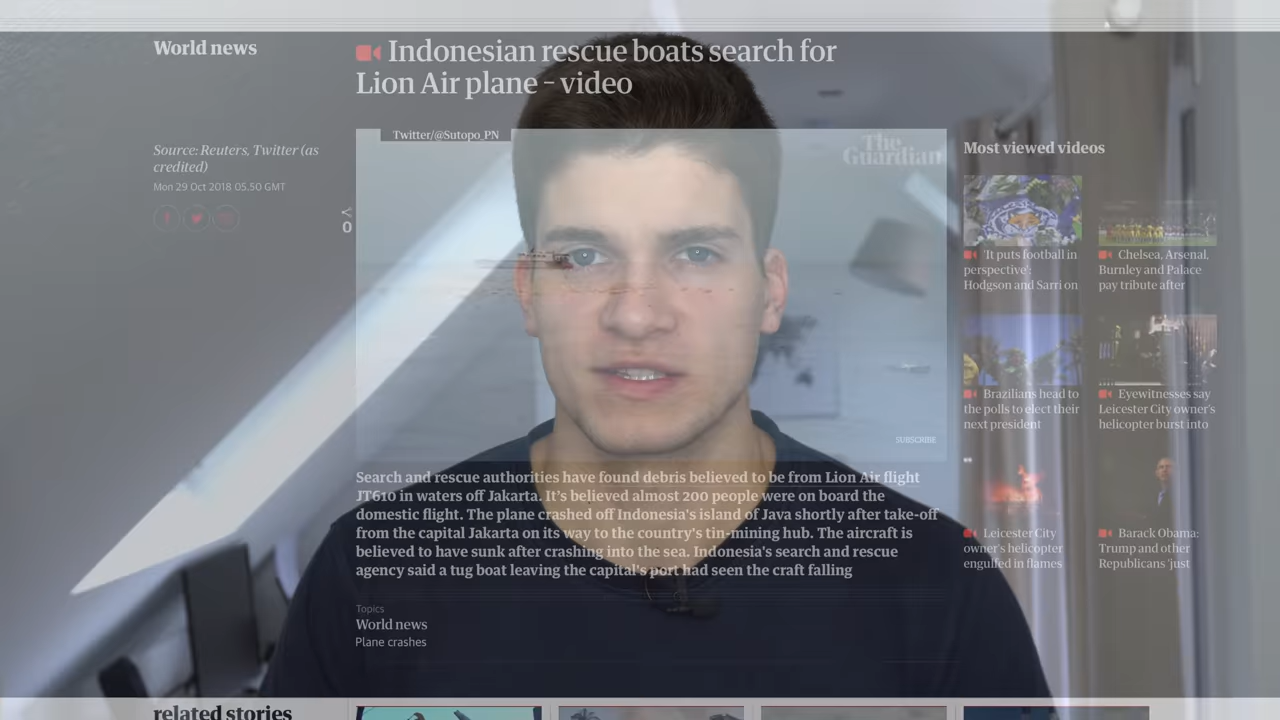 World news
Indonesian rescue boats search for
Lion Air plane – video
Source: Reuters, Twitter (as
credited)
Mon 29 Oct 2018 05.50 GMT
0
Twitter/@Sutopo_PN
The
Guardian
SUBSCRIBE
Search and rescue authorities have found debris believed to be from Lion Air flight
JT610 in waters off Jakarta. It's believed almost 200 people were on board the
domestic flight. The plane crashed off Indonesia's island of Java shortly after take-off
from the capital Jakarta on its way to the country's tin-mining hub. The aircraft is
believed to have sunk after crashing into the sea. Indonesia's search and rescue
agency said a tug boat leaving the capital's port had seen the craft falling
Topics
World news
Plane crashes
Most viewed videos
'It puts football in
perspective':
Hodgson and Sarri on
Chelsea, Arsenal,
Burnley and Palace
pay tribute after
Brazilians head to
the polls to elect their
next president
Eyewitnesses say
Leicester City owner's
helicopter burst into
Leicester City
owner's helicopter
engulfed in flames
Barack Obama:
Trump and other
Republicans 'just
related stories